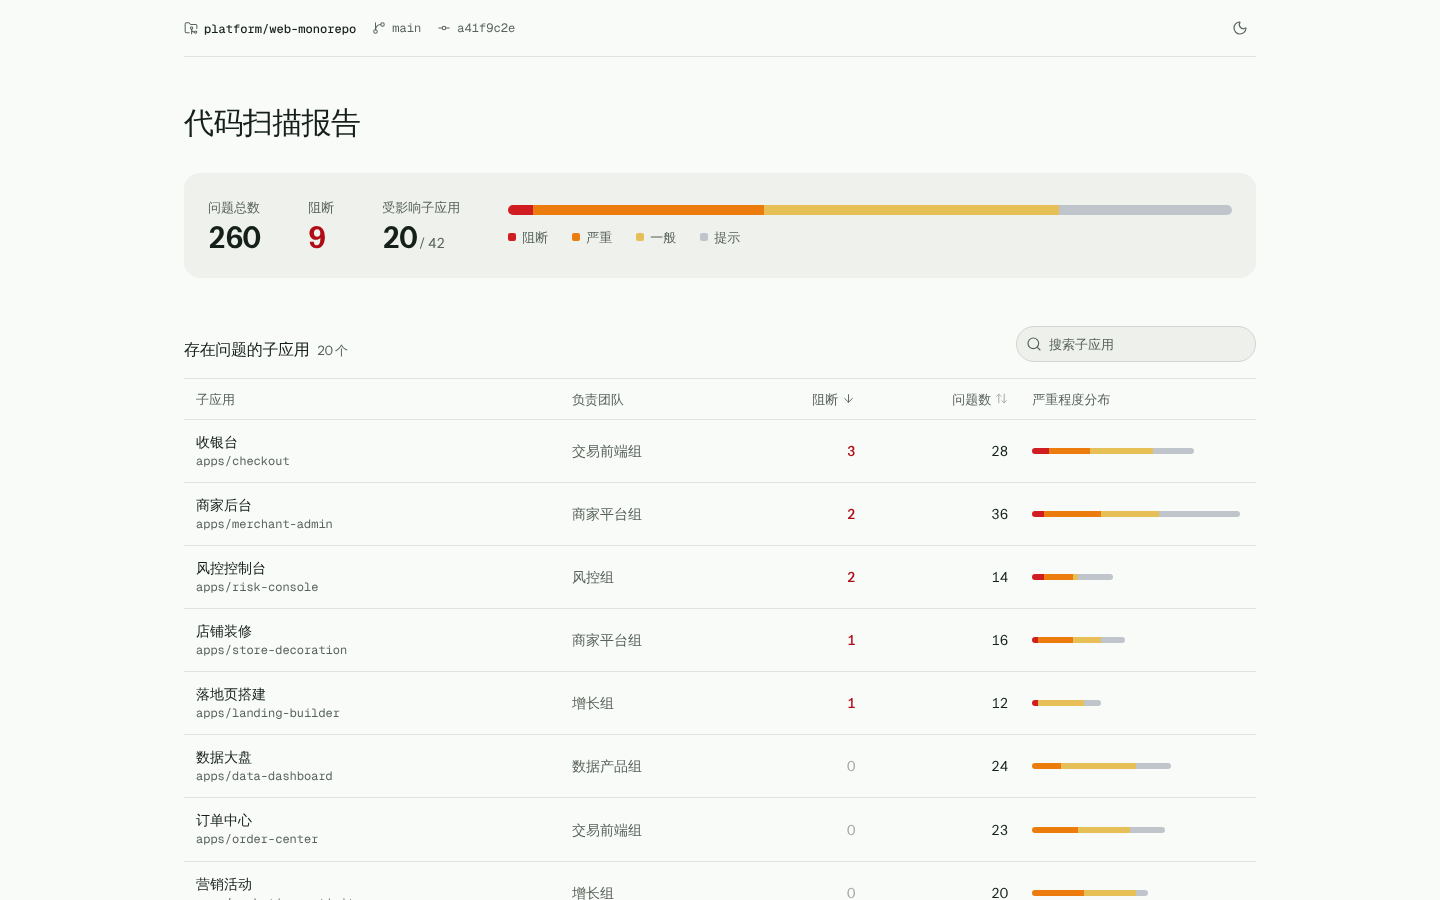 platform/web-monorepo main a41f9c2e
代码扫描报告
问题总数 阻断 受影响子应用
260 9 20 / 42
阻断 严重 一般 提示
存在问题的子应用 20 个
搜索子应用
子应用 负责团队 阻断 问题数 严重程度分布
收银台
apps/checkout
交易前端组 3 28
商家后台
apps/merchant-admin
商家平台组 2 36
风控控制台
apps/risk-console
风控组 2 14
店铺装修
apps/store-decoration
商家平台组 1 16
落地页搭建
apps/landing-builder
增长组 1 12
数据大盘
apps/data-dashboard
数据产品组 0 24
订单中心
apps/order-center
交易前端组 0 23
营销活动
增长组 0 20